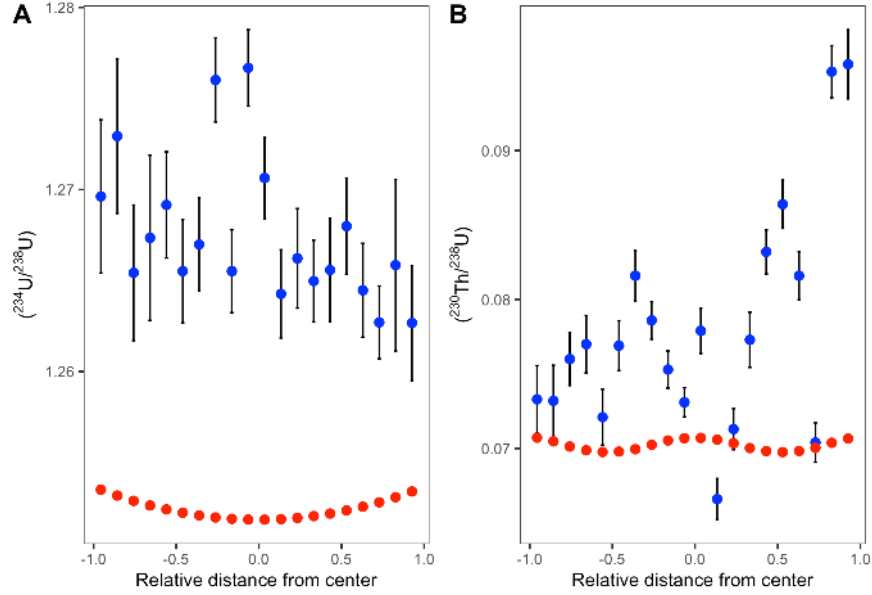 A
B
1.28
1.27
1.26
(²³⁴U/²³⁸U)
-1.0 -0.5 0.0 0.5 1.0
Relative distance from center
0.09
0.08
0.07
(²³⁰Th/²³⁸U)
-1.0 -0.5 0.0 0.5 1.0
Relative distance from center